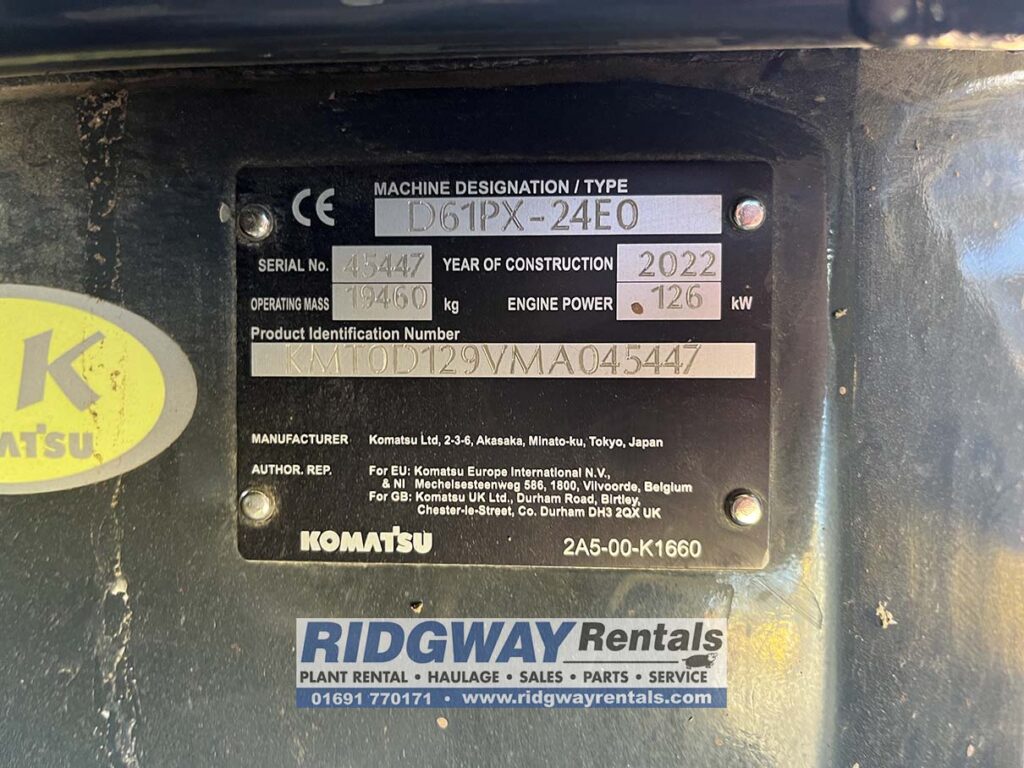 CE
MACHINE DESIGNATION / TYPE
D61PX-24E0
SERIAL No. 45447 YEAR OF CONSTRUCTION 2022
OPERATING MASS 19460 kg ENGINE POWER 126 kW
Product Identification Number
KMT0D129VMA045447
MANUFACTURER Komatsu Ltd, 2-3-6, Akasaka, Minato-ku, Tokyo, Japan
AUTHOR. REP. For EU: Komatsu Europe International N.V.,
& NI Mechelsesteenweg 586, 1800, Vilvoorde, Belgium
For GB: Komatsu UK Ltd., Durham Road, Birtley,
Chester-le-Street, Co. Durham DH3 2QX UK
KOMATSU 2A5-00-K1660
K
ATSU
RIDGWAY Rentals
PLANT RENTAL • HAULAGE • SALES • PARTS • SERVICE
01691 770171 • www.ridgwayrentals.com